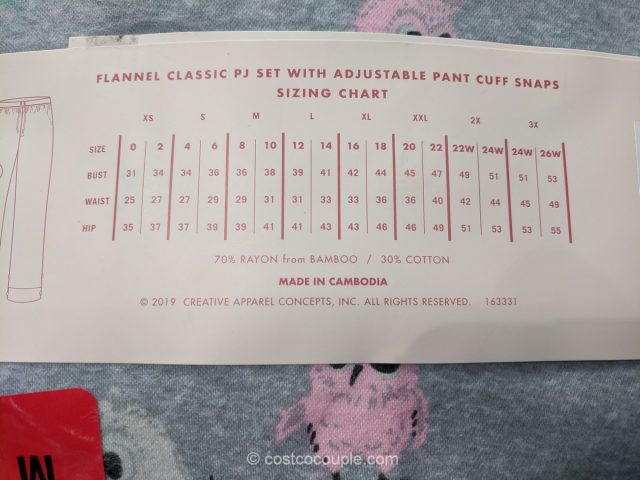 FLANNEL CLASSIC PJ SET WITH ADJUSTABLE PANT CUFF SNAPS
SIZING CHART
XS S M L XL XXL 2X 3X
SIZE 0 2 4 6 8 10 12 14 16 18 20 22 22W 24W 24W 26W
BUST 31 34 34 36 36 38 39 41 42 44 45 47 49 51 51 53
WAIST 25 27 27 29 29 31 31 33 33 36 36 40 42 44 45 49
HIP 35 37 37 39 39 41 41 43 43 46 46 49 51 53 53 55
70% RAYON from BAMBOO / 30% COTTON
MADE IN CAMBODIA
© 2019 CREATIVE APPAREL CONCEPTS, INC. ALL RIGHTS RESERVED. 163331
M
© costcocouple.com